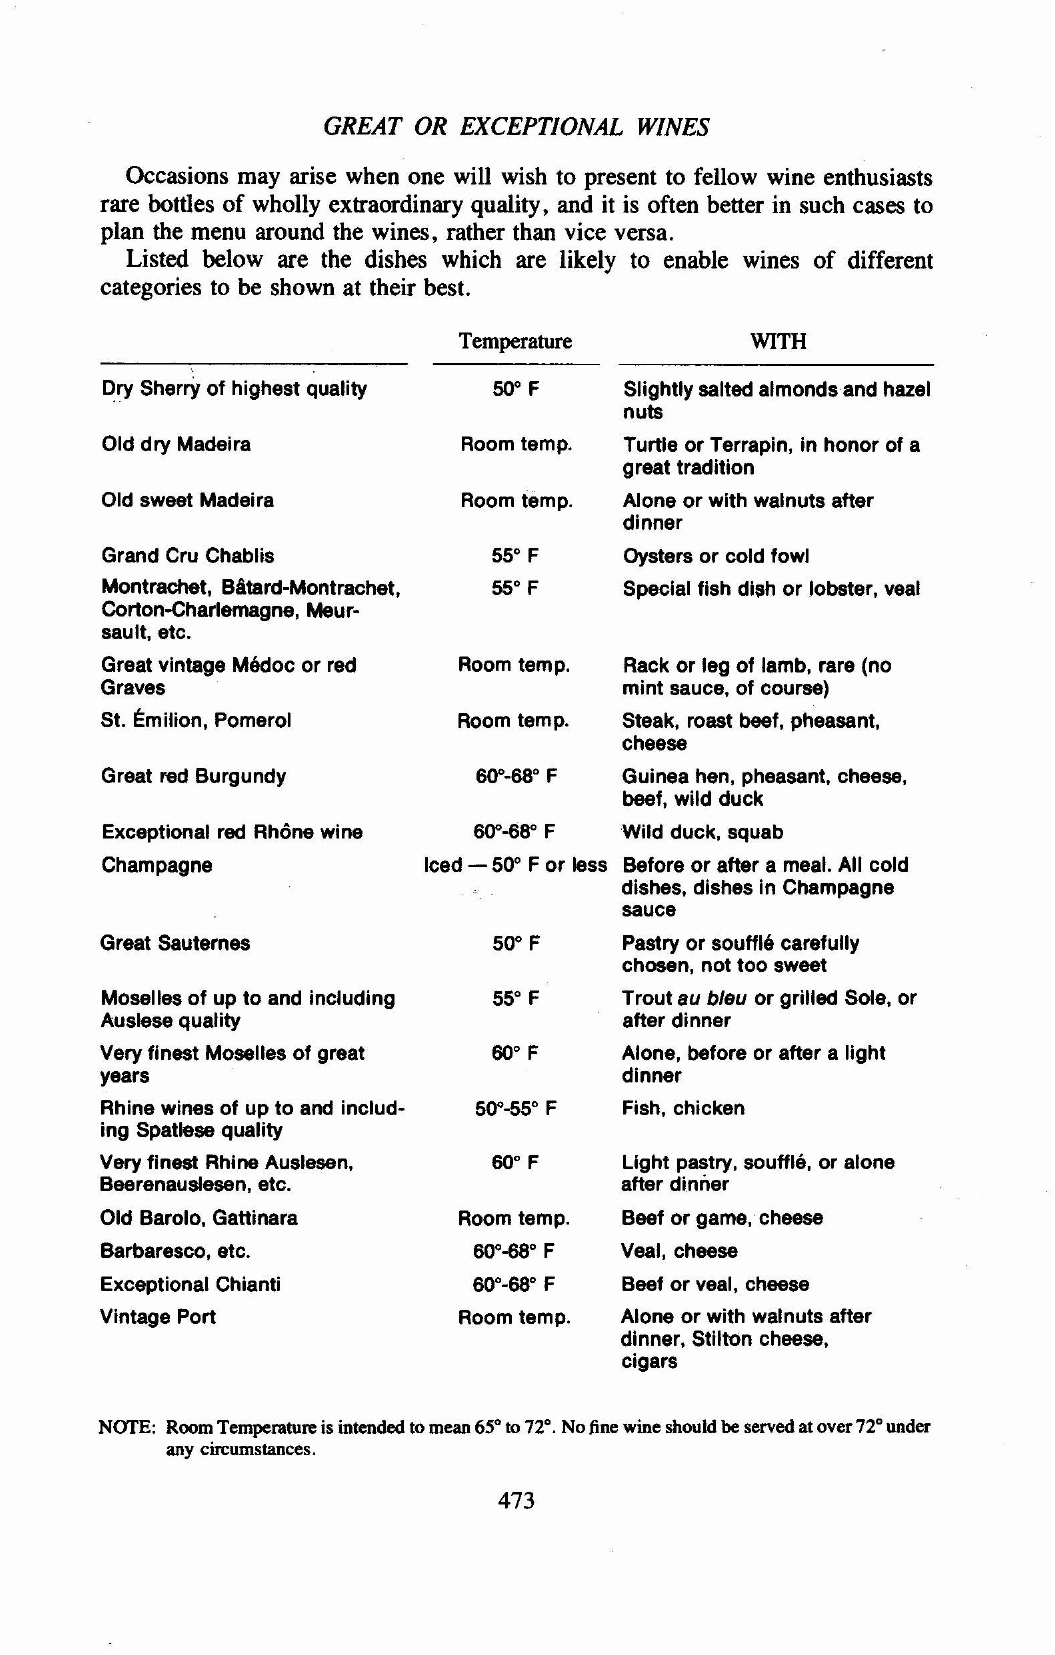 GREAT OR EXCEPTIONAL WINES
Occasions may arise when one will wish to present to fellow wine enthusiasts
rare bottles of wholly extraordinary quality, and it is often better in such cases to
plan the menu around the wines, rather than vice versa.
Listed below are the dishes which are likely to enable wines of different
categories to be shown at their best.
Temperature WITH
Dry Sherry of highest quality 50° F Slightly salted almonds and hazel
nuts
Old dry Madeira Room temp. Turtle or Terrapin, in honor of a
great tradition
Old sweet Madeira Room temp. Alone or with walnuts after
dinner
Grand Cru Chablis 55° F Oysters or cold fowl
Montrachet, Bâtard-Montrachet, 55° F Special fish dish or lobster, veal
Corton-Charlemagne, Meur-
sault, etc.
Great vintage Médoc or red Room temp. Rack or leg of lamb, rare (no
Graves mint sauce, of course)
St. Émilion, Pomerol Room temp. Steak, roast beef, pheasant,
cheese
Great red Burgundy 60°-68° F Guinea hen, pheasant, cheese,
beef, wild duck
Exceptional red Rhône wine 60°-68° F Wild duck, squab
Champagne Iced — 50° F or less Before or after a meal. All cold
dishes, dishes in Champagne
sauce
Great Sauternes 50° F Pastry or soufflé carefully
chosen, not too sweet
Moselles of up to and including 55° F Trout au bleu or grilled Sole, or
Auslese quality after dinner
Very finest Moselles of great 60° F Alone, before or after a light
years dinner
Rhine wines of up to and includ- 50°-55° F Fish, chicken
ing Spatlese quality
Very finest Rhine Auslesen, 60° F Light pastry, soufflé, or alone
Beerenauslesen, etc. after dinner
Old Barolo, Gattinara Room temp. Beef or game, cheese
Barbaresco, etc. 60°-68° F Veal, cheese
Exceptional Chianti 60°-68° F Beef or veal, cheese
Vintage Port Room temp. Alone or with walnuts after
dinner, Stilton cheese,
cigars
NOTE: Room Temperature is intended to mean 65° to 72°. No fine wine should be served at over 72° under
any circumstances.
473